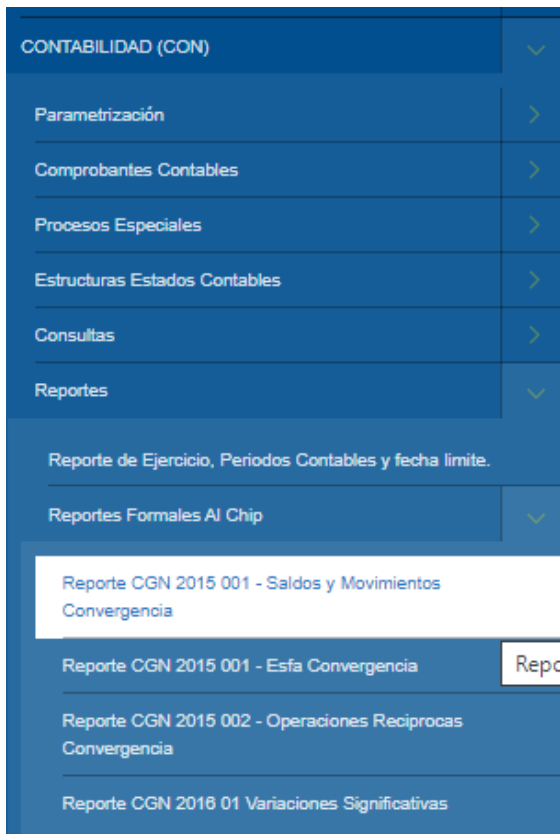 CONTABILIDAD (CON)
Parametrización
Comprobantes Contables
Procesos Especiales
Estructuras Estados Contables
Consultas
Reportes
Reporte de Ejercicio, Periodos Contables y fecha limite.
Reportes Formales Al Chip
Reporte CGN 2015 001 - Saldos y Movimientos
Convergencia
Reporte CGN 2015 001 - Esfa Convergencia
Repo
Reporte CGN 2015 002 - Operaciones Reciprocas
Convergencia
Reporte CGN 2016 01 Variaciones Significativas